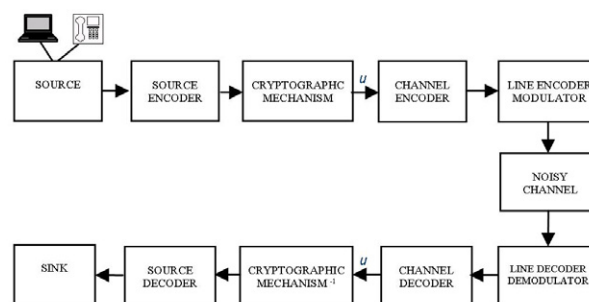 SOURCE
SOURCE
ENCODER
CRYPTOGRAPHC
MECHANISM
u
CHANNEL
ENCODER
LINE ENCODER
MODULATOR
NOISY
CHANNEL
SINK
SOURCE
DECODER
CRYPTOGRAPHIC
MECHANISM -1
u
CHANNEL
DECODER
LINE DECODER
DEMODULATOR